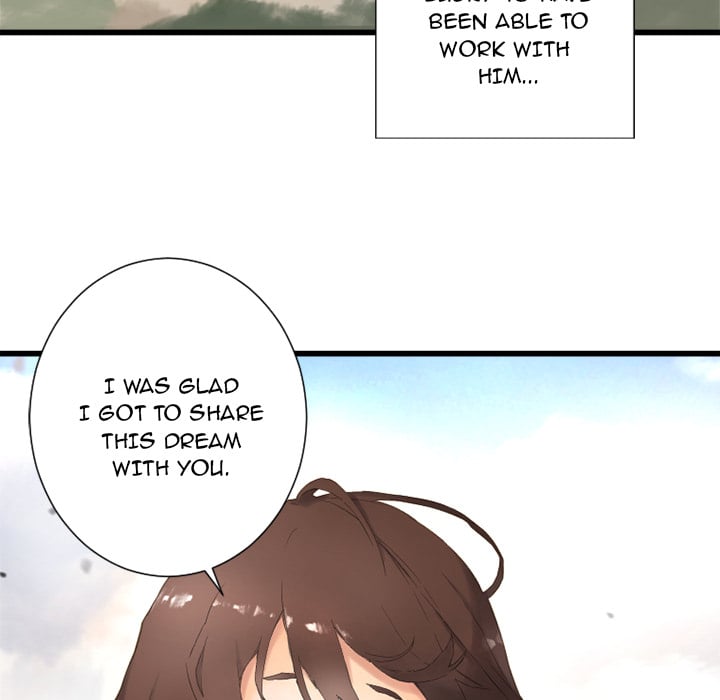 BEEN ABLE TO
WORK WITH
HIM...
I WAS GLAD
I GOT TO SHARE
THIS DREAM
WITH YOU.